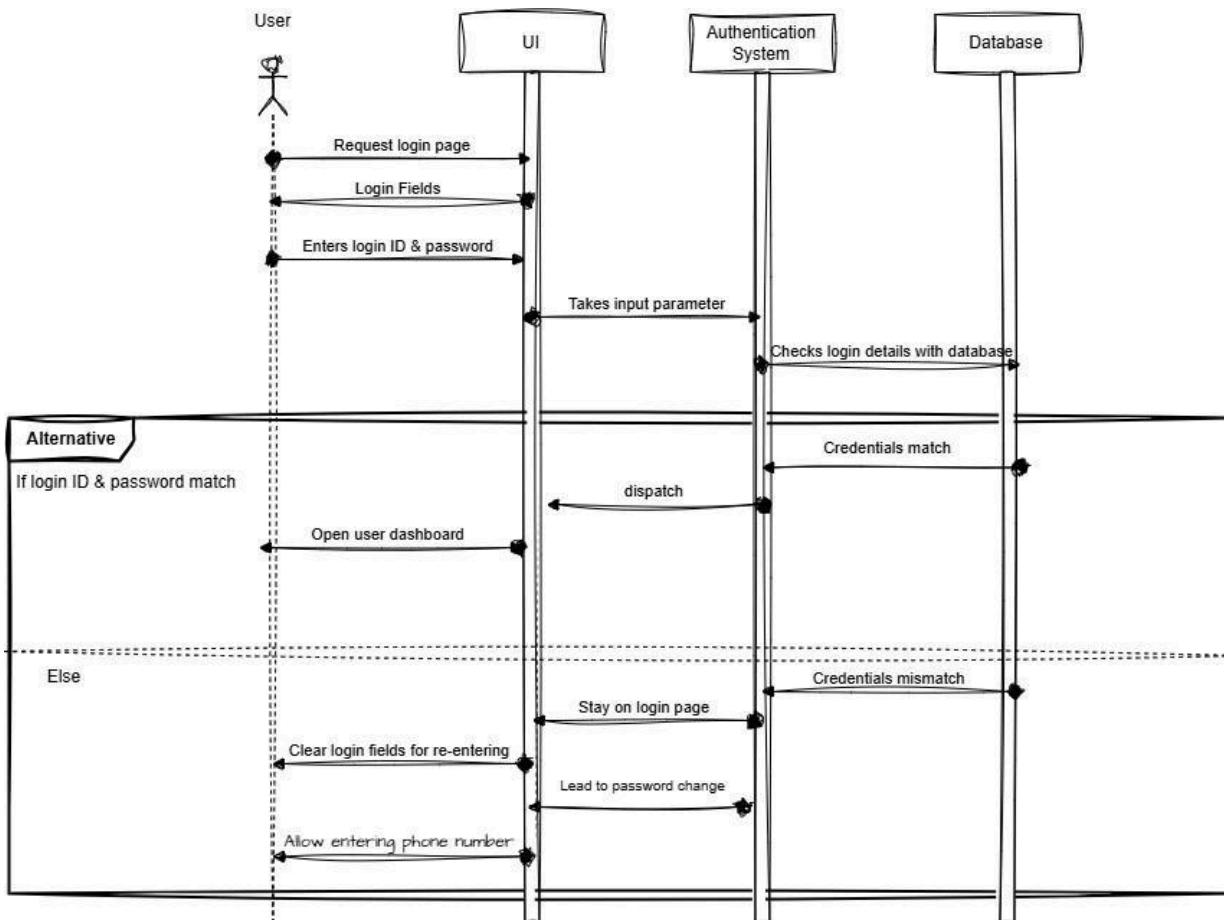 User
UI
Authentication
System
Database
Request login page
Login Fields
Enters login ID & password
Takes input parameter
Checks login details with database
Alternative
Credentials match
If login ID & password match
dispatch
Open user dashboard
Else
Credentials mismatch
Stay on login page
Clear login fields for re-entering
Lead to password change
Allow entering phone number